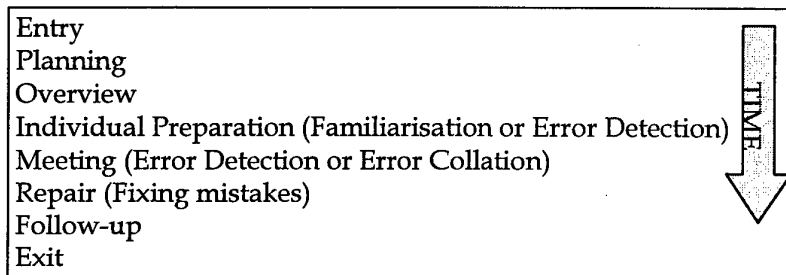 Entry
Planning
Overview
Individual Preparation (Familiarisation or Error Detection)
Meeting (Error Detection or Error Collation)
Repair (Fixing mistakes)
Follow-up
Exit
TIME